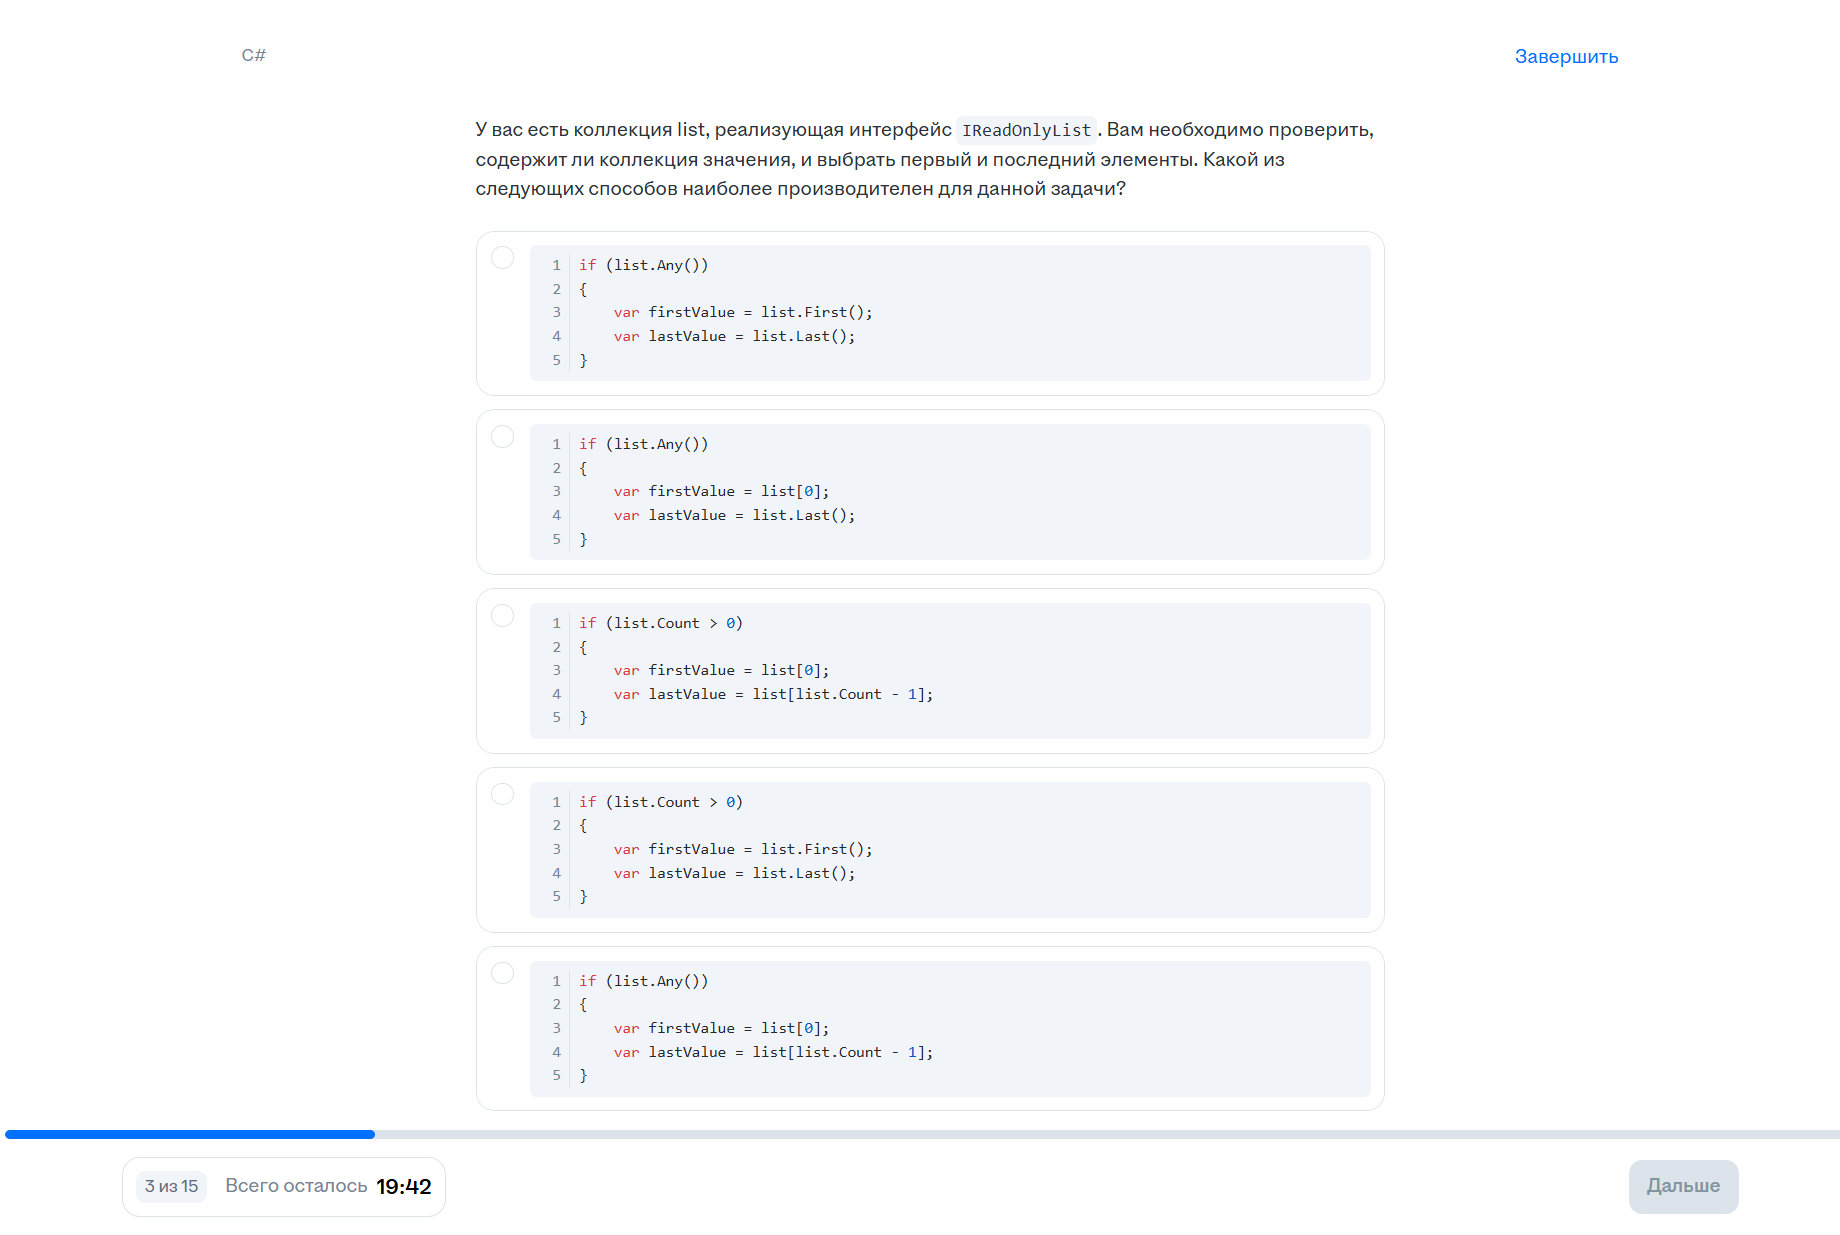 C#
Завершить
У вас есть коллекция list, реализующая интерфейс IReadOnlyList. Вам необходимо проверить,
содержит ли коллекция значения, и выбрать первый и последний элементы. Какой из
следующих способов наиболее производителен для данной задачи?
1 if (list.Any())
2 {
3     var firstValue = list.First();
4     var lastValue = list.Last();
5 }
1 if (list.Any())
2 {
3     var firstValue = list[0];
4     var lastValue = list.Last();
5 }
1 if (list.Count > 0)
2 {
3     var firstValue = list[0];
4     var lastValue = list[list.Count - 1];
5 }
1 if (list.Count > 0)
2 {
3     var firstValue = list.First();
4     var lastValue = list.Last();
5 }
1 if (list.Any())
2 {
3     var firstValue = list[0];
4     var lastValue = list[list.Count - 1];
5 }
3 из 15 Всего осталось 19:42
Дальше